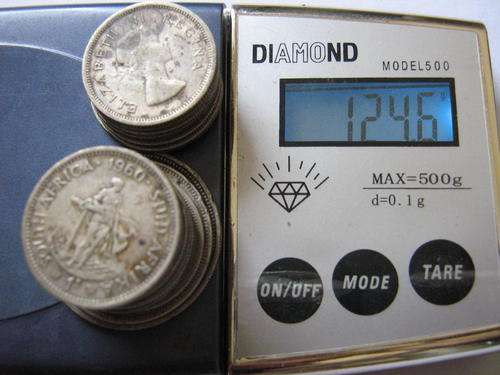 ELIZABETH II REGINA
SOUTH AFRICA · 1960 · SUID-AFRIKA
DIAMOND
MODEL500
124.6
MAX=500g
d=0.1g
ON/OFF
MODE
TARE